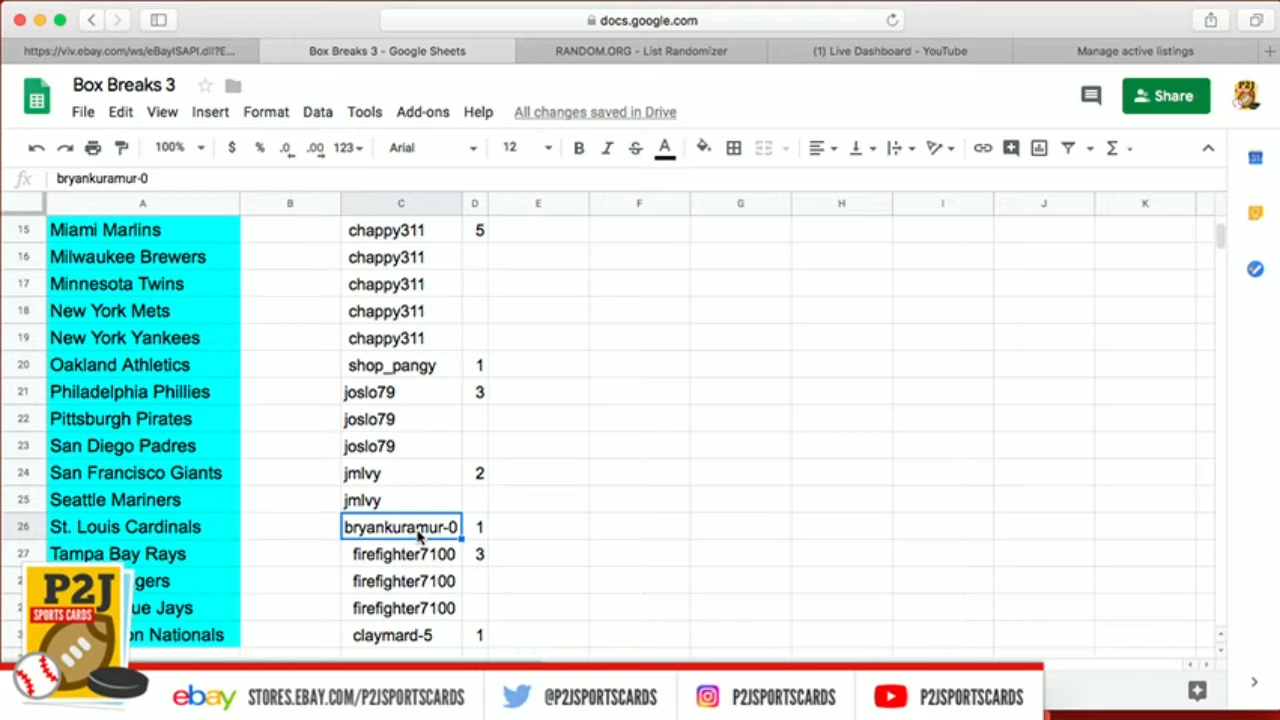 docs.google.com
https://viv.ebay.com/ws/eBayISAPI.dll?E...
Box Breaks 3 - Google Sheets
RANDOM.ORG - List Randomizer
(1) Live Dashboard - YouTube
Manage active listings
Box Breaks 3
File Edit View Insert Format Data Tools Add-ons Help All changes saved in Drive
Share
100% $ % .0 .00 123 Arial 12 B I S A
fx bryankuramur-0
A B C D E F G H I J K
15 Miami Marlins chappy311 5
16 Milwaukee Brewers chappy311
17 Minnesota Twins chappy311
18 New York Mets chappy311
19 New York Yankees chappy311
20 Oakland Athletics shop_pangy 1
21 Philadelphia Phillies joslo79 3
22 Pittsburgh Pirates joslo79
23 San Diego Padres joslo79
24 San Francisco Giants jmlvy 2
25 Seattle Mariners jmlvy
26 St. Louis Cardinals bryankuramur-0 1
27 Tampa Bay Rays firefighter7100 3
gers firefighter7100
ue Jays firefighter7100
on Nationals claymard-5 1
P2J
SPORTS CARDS
ebay STORES.EBAY.COM/P2JSPORTSCARDS
@P2JSPORTSCARDS
P2JSPORTSCARDS
P2JSPORTSCARDS